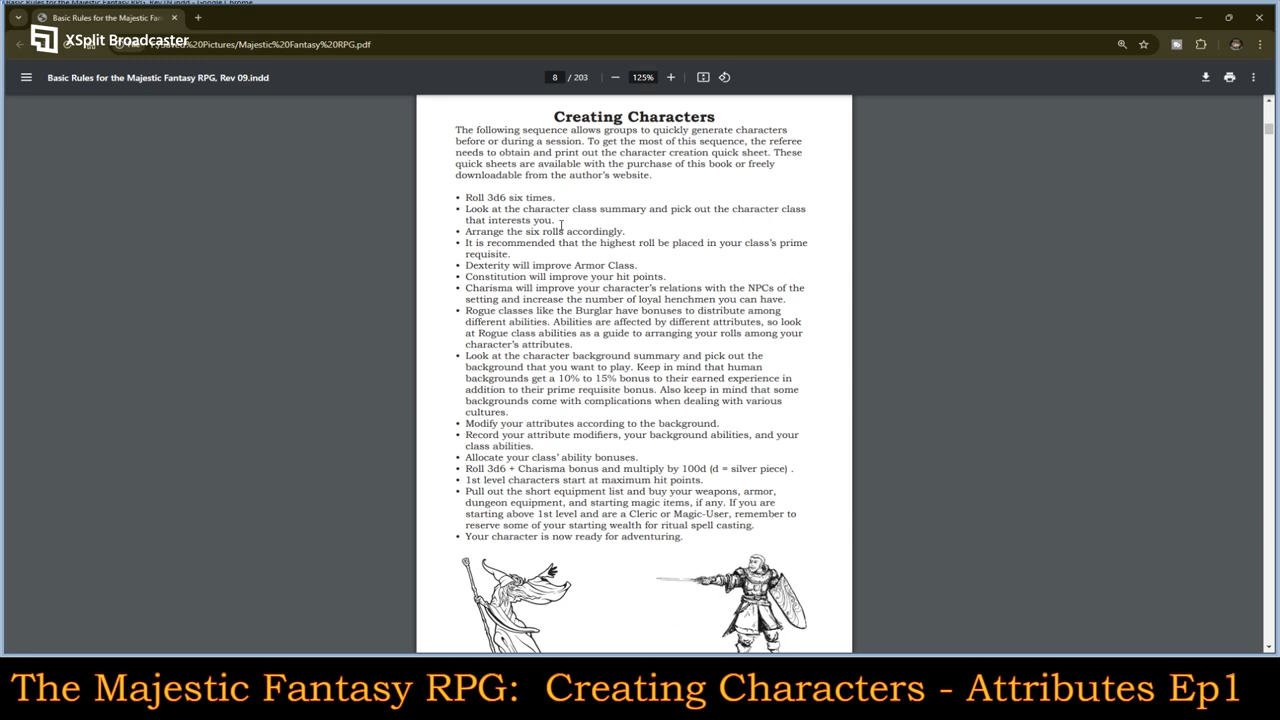 Basic Rules for the Majestic Fan
XSplit Broadcaster
Pictures/Majestic%20Fantasy%20RPG.pdf
Basic Rules for the Majestic Fantasy RPG, Rev 09.indd
8 / 203
125%
Creating Characters
The following sequence allows groups to quickly generate characters
before or during a session. To get the most of this sequence, the referee
needs to obtain and print out the character creation quick sheet. These
quick sheets are available with the purchase of this book or freely
downloadable from the author's website.
• Roll 3d6 six times.
• Look at the character class summary and pick out the character class
that interests you.
• Arrange the six rolls accordingly.
• It is recommended that the highest roll be placed in your class's prime
requisite.
• Dexterity will improve Armor Class.
• Constitution will improve your hit points.
• Charisma will improve your character's relations with the NPCs of the
setting and increase the number of loyal henchmen you can have.
• Rogue classes like the Burglar have bonuses to distribute among
different abilities. Abilities are affected by different attributes, so look
at Rogue class abilities as a guide to arranging your rolls among your
character's attributes.
• Look at the character background summary and pick out the
background that you want to play. Keep in mind that human
backgrounds get a 10% to 15% bonus to their earned experience in
addition to their prime requisite bonus. Also keep in mind that some
backgrounds come with complications when dealing with various
cultures.
• Modify your attributes according to the background.
• Record your attribute modifiers, your background abilities, and your
class abilities.
• Allocate your class' ability bonuses.
• Roll 3d6 + Charisma bonus and multiply by 100d (d = silver piece) .
• 1st level characters start at maximum hit points.
• Pull out the short equipment list and buy your weapons, armor,
dungeon equipment, and starting magic items, if any. If you are
starting above 1st level and are a Cleric or Magic-User, remember to
reserve some of your starting wealth for ritual spell casting.
• Your character is now ready for adventuring.
The Majestic Fantasy RPG: Creating Characters - Attributes Ep1